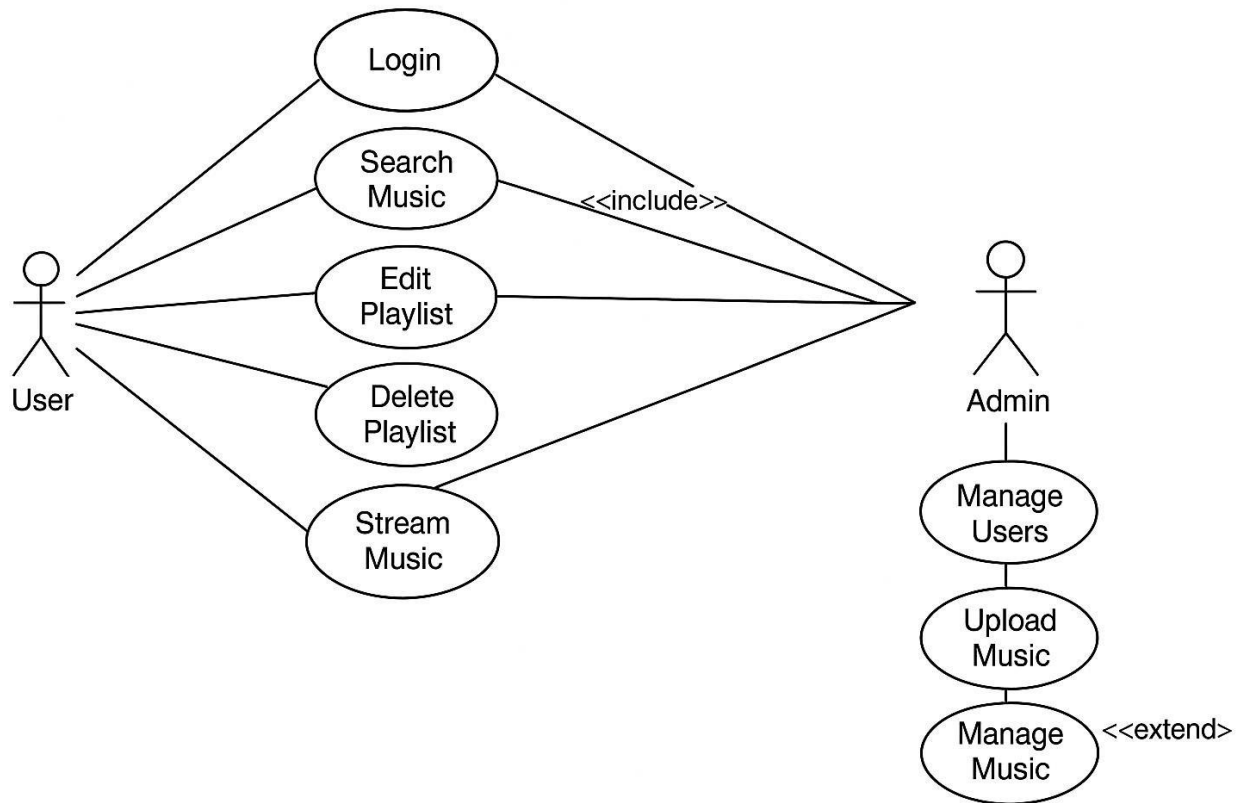 Login
Search
Music
<<include>>
Edit
Playlist
User
Delete
Playlist
Admin
Stream
Music
Manage
Users
Upload
Music
Manage
Music
<<extend>